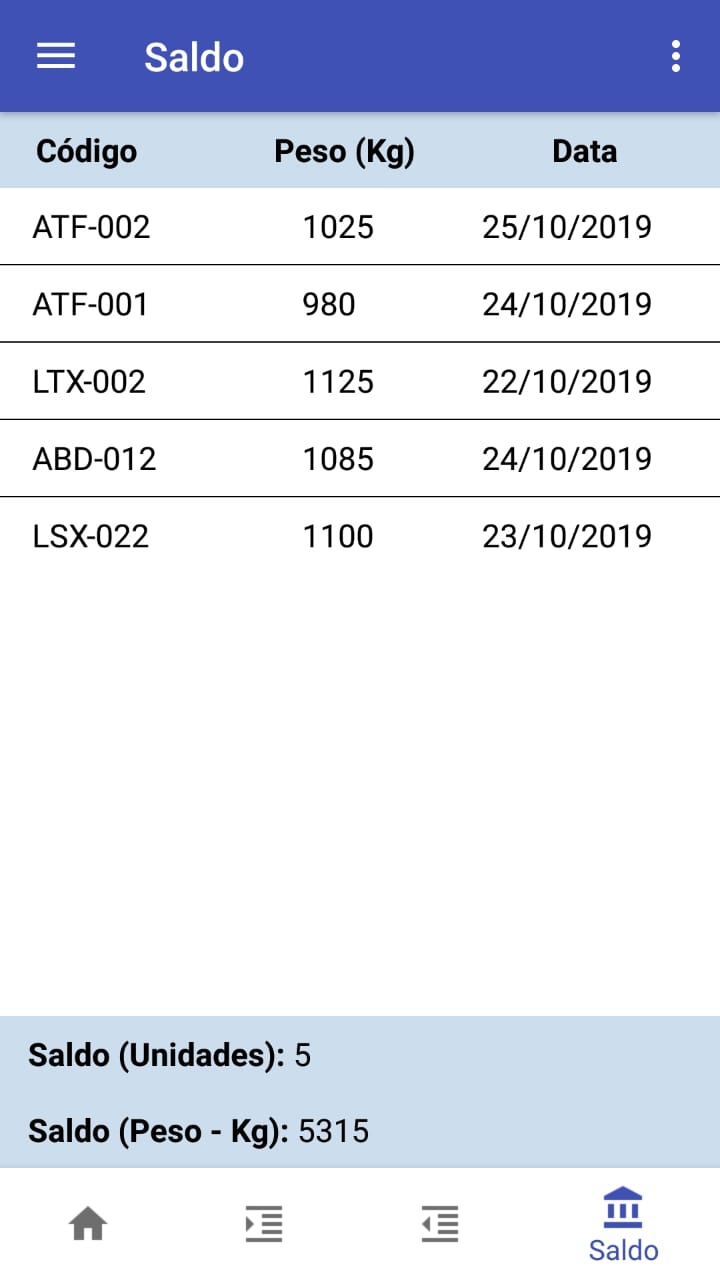 Saldo
Código Peso (Kg) Data
ATF-002 1025 25/10/2019
ATF-001 980 24/10/2019
LTX-002 1125 22/10/2019
ABD-012 1085 24/10/2019
LSX-022 1100 23/10/2019
Saldo (Unidades): 5
Saldo (Peso - Kg): 5315
Saldo